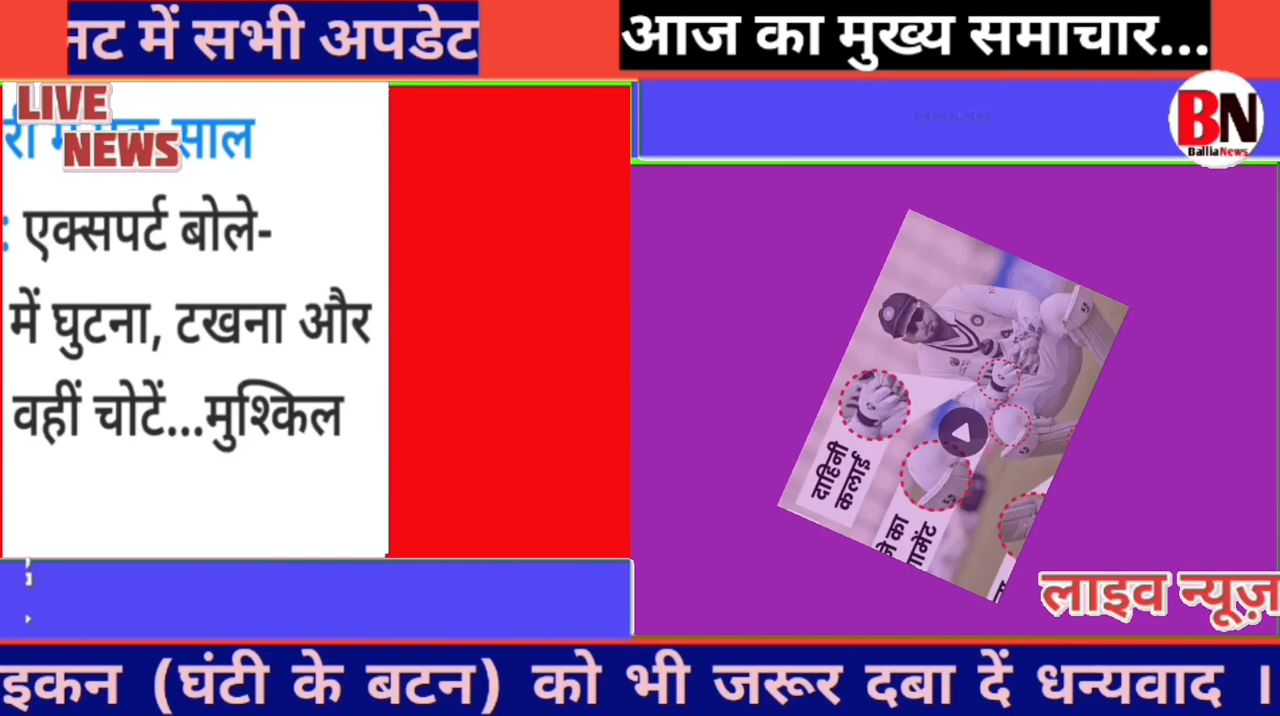 में सभी अपडेट
आज का मुख्य समाचार...
LIVE
NEWS
साल
BN
BalliaNews
: एक्सपर्ट बोले-
में घुटना, टखना और
वहीं चोटें...मुश्किल
दाहिनी
कलाई
का
लाइव न्यूज़
इकन (घंटी के बटन) को भी जरूर दबा दें धन्यवाद ।